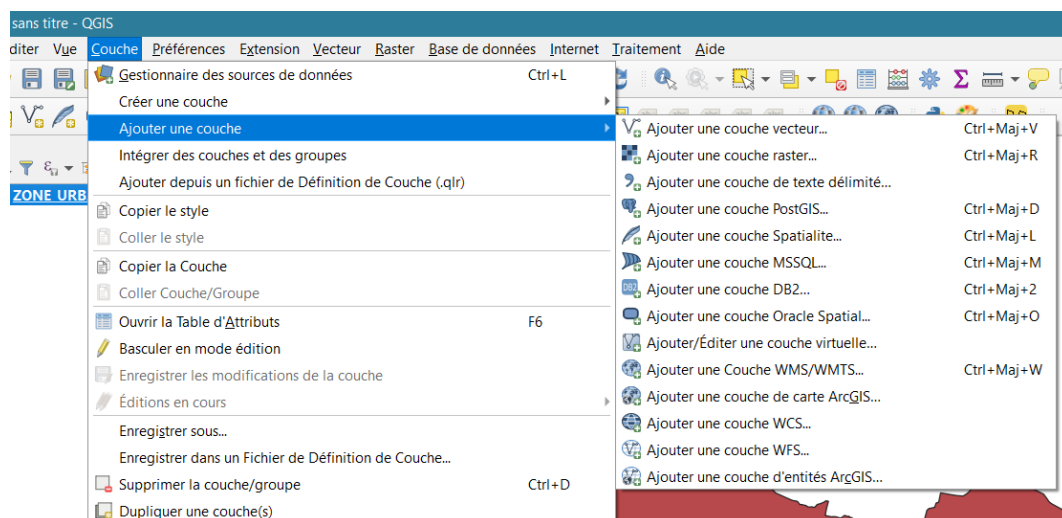 sans titre - QGIS
diter Vue Couche Préférences Extension Vecteur Raster Base de données Internet Traitement Aide
Gestionnaire des sources de données Ctrl+L
Créer une couche
Ajouter une couche
Intégrer des couches et des groupes
Ajouter depuis un fichier de Définition de Couche (.qlr)
ZONE URB
Copier le style
Coller le style
Copier la Couche
Coller Couche/Groupe
Ouvrir la Table d'Attributs F6
Basculer en mode édition
Enregistrer les modifications de la couche
Éditions en cours
Enregistrer sous...
Enregistrer dans un Fichier de Définition de Couche...
Supprimer la couche/groupe Ctrl+D
Dupliquer une couche(s)
Ajouter une couche vecteur... Ctrl+Maj+V
Ajouter une couche raster... Ctrl+Maj+R
Ajouter une couche de texte délimité...
Ajouter une couche PostGIS... Ctrl+Maj+D
Ajouter une couche Spatialite... Ctrl+Maj+L
Ajouter une couche MSSQL... Ctrl+Maj+M
DB2 Ajouter une couche DB2... Ctrl+Maj+2
Ajouter une couche Oracle Spatial... Ctrl+Maj+O
Ajouter/Éditer une couche virtuelle...
Ajouter une Couche WMS/WMTS... Ctrl+Maj+W
Ajouter une couche de carte ArcGIS...
Ajouter une couche WCS...
Ajouter une couche WFS...
Ajouter une couche d'entités ArcGIS...